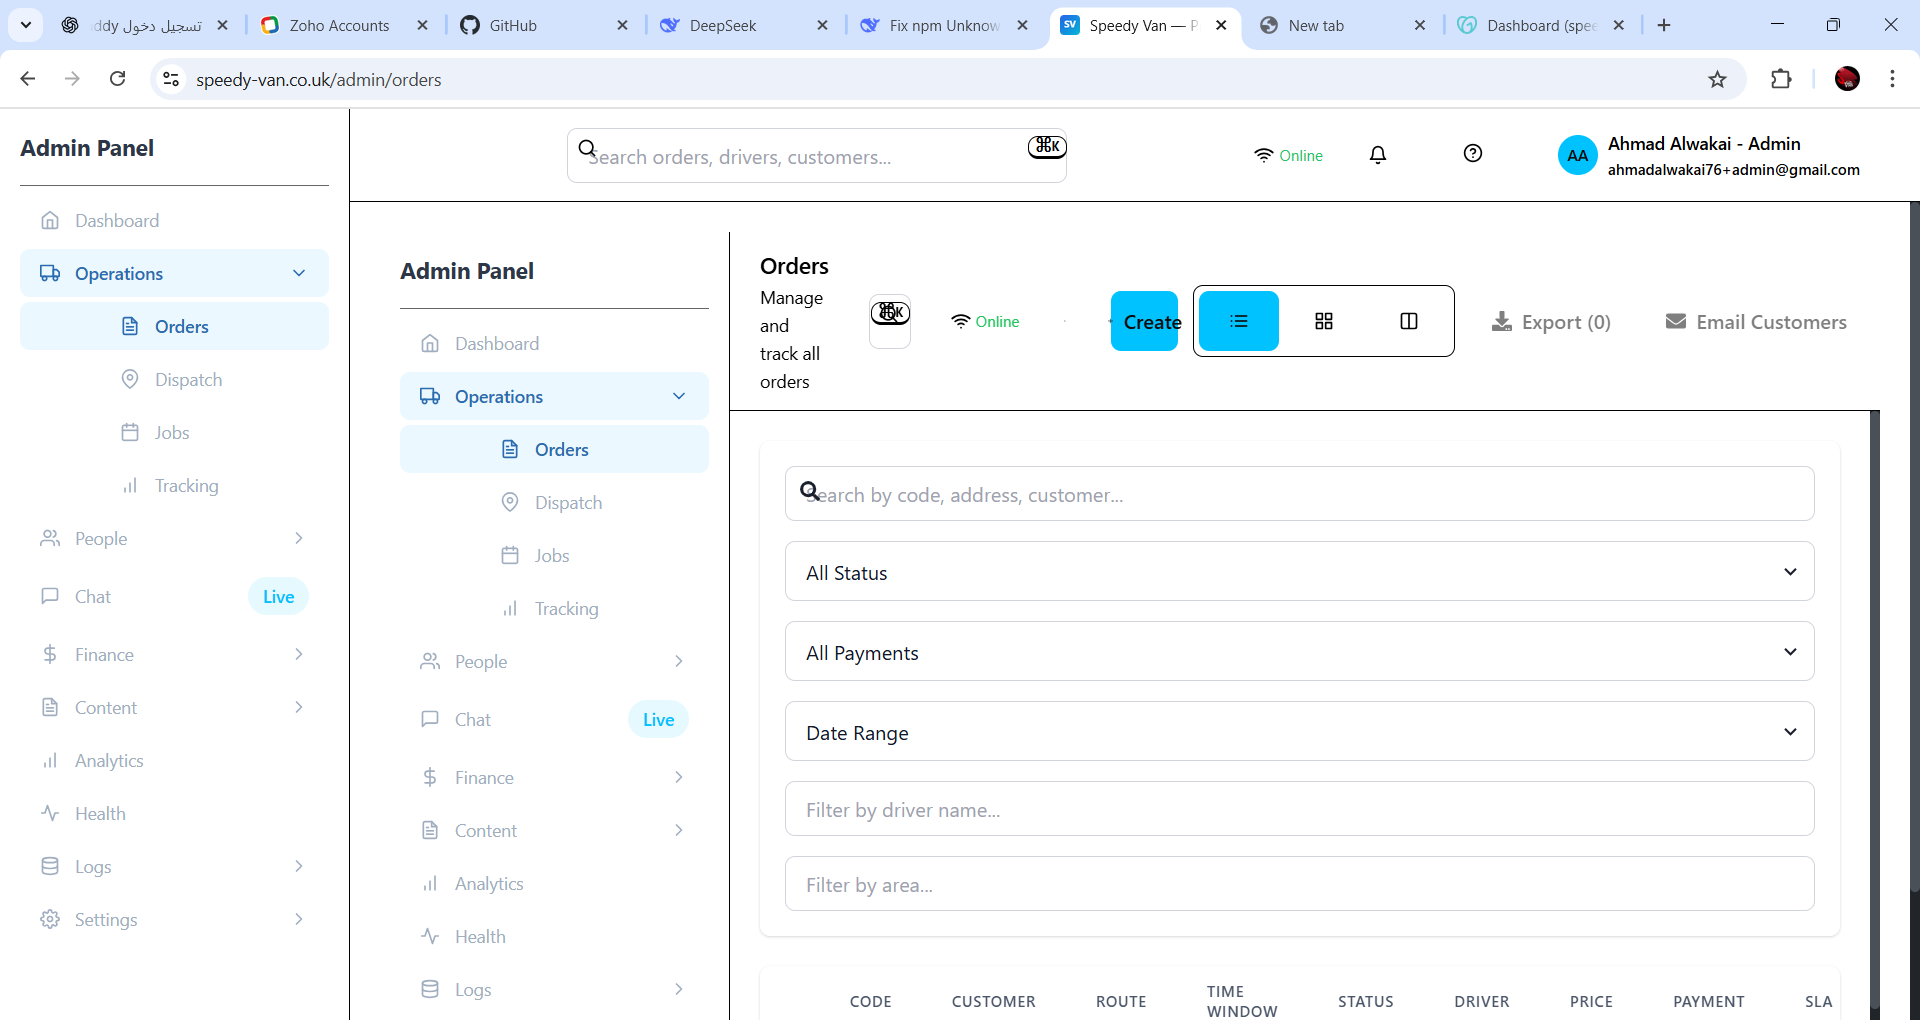 تسجيل دخول
Zoho Accounts
GitHub
DeepSeek
Fix npm Unknow
SV
Speedy Van —
New tab
Dashboard (spee
speedy-van.co.uk/admin/orders
Admin Panel
Dashboard
Operations
Orders
Dispatch
Jobs
Tracking
People
Chat
Live
Finance
Content
Analytics
Health
Logs
Settings
Search orders, drivers, customers...
⌘K
Online
AA
Ahmad Alwakai - Admin
ahmadalwakai76+admin@gmail.com
Admin Panel
Dashboard
Operations
Orders
Dispatch
Jobs
Tracking
People
Chat
Live
Finance
Content
Analytics
Health
Logs
Orders
Manage
and
track all
orders
⌘K
Online
Create
Export (0)
Email Customers
Search by code, address, customer...
All Status
All Payments
Date Range
Filter by driver name...
Filter by area...
CODE
CUSTOMER
ROUTE
TIME
WINDOW
STATUS
DRIVER
PRICE
PAYMENT
SLA